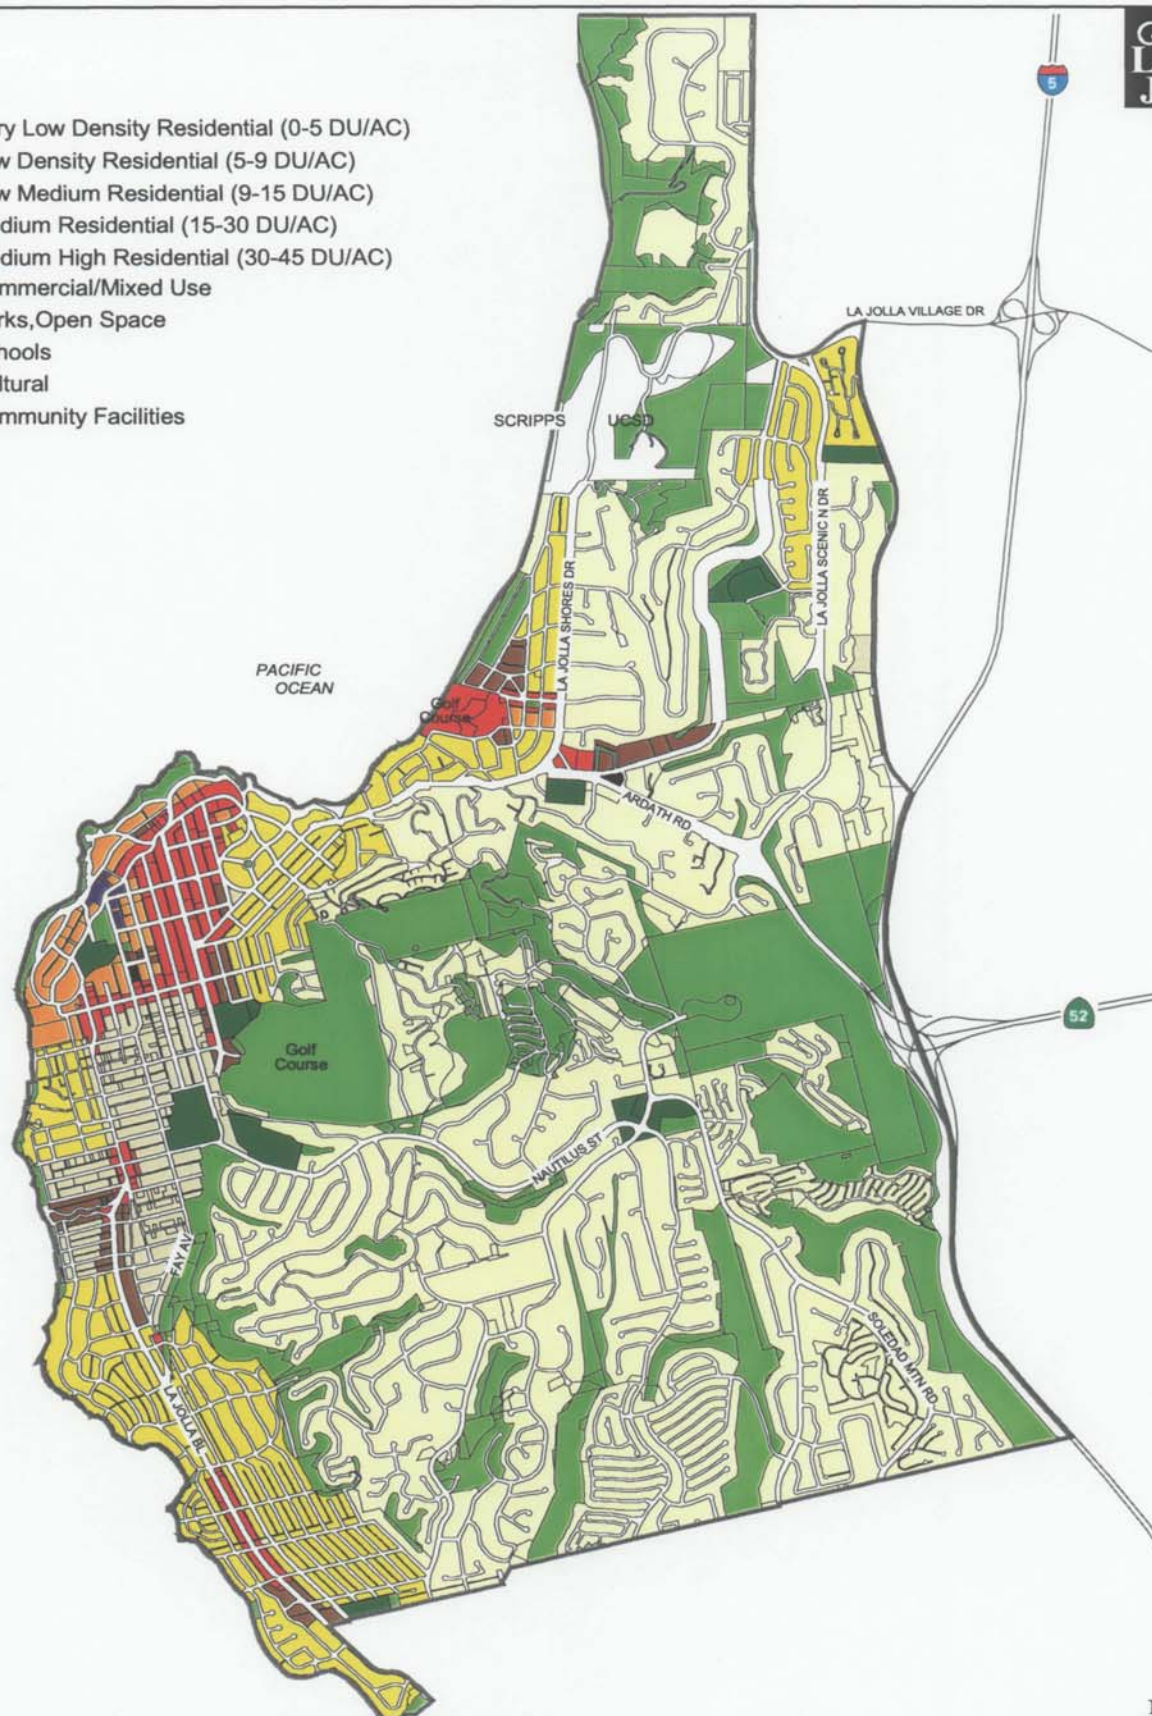 ry Low Density Residential (0-5 DU/AC)
w Density Residential (5-9 DU/AC)
w Medium Residential (9-15 DU/AC)
dium Residential (15-30 DU/AC)
dium High Residential (30-45 DU/AC)
mmercial/Mixed Use
rks,Open Space
hools
ltural
mmunity Facilities
5
LA JOLLA VILLAGE DR
SCRIPPS
UCSD
LA JOLLA SCENIC N DR
LA JOLLA SHORES DR
PACIFIC
OCEAN
Golf
Course
ARDATH RD
52
Golf
Course
NAUTILUS ST
FAY AV
SOLEDAD MTN RD
LA JOLLA BL